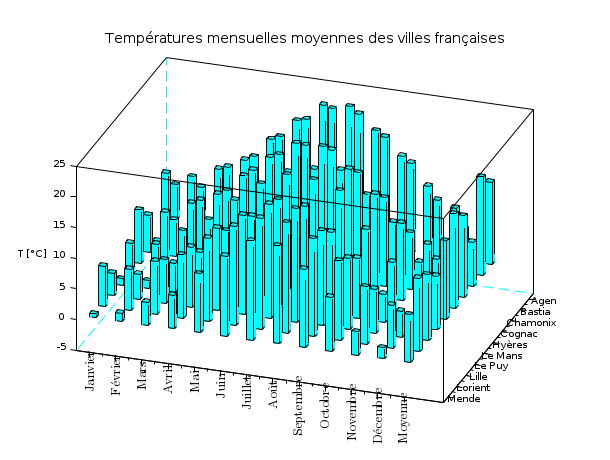 Températures mensuelles moyennes des villes françaises
25
20
15
10
5
0
-5
T [°C]
Janvier
Février
Mars
Avril
Mai
Juin
Juillet
Août
Septembre
Octobre
Novembre
Décembre
Moyenne
Agen
Bastia
Chamonix
Cognac
Hyères
Le Mans
Le Puy
Lille
Lorient
Mende